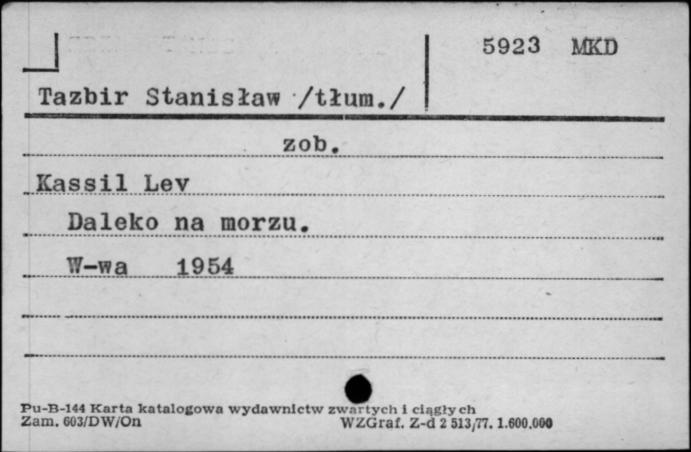 5923 MKD
Tazbir Stanisław /tłum./
zob.
Kassil Lev
Daleko na morzu.
W-wa 1954
Pu-B-144 Karta katalogowa wydawnictw zwartych i ciągłych
Zam. 603/DW/On WZGraf. Z-d 2 513/77. 1.600.000